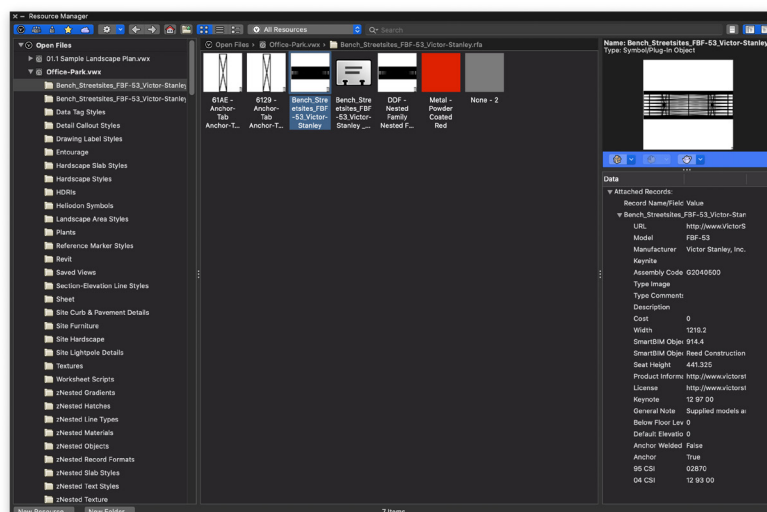 Resource Manager
All Resources
Search
Open Files
01.1 Sample Landscape Plan.vwx
Office-Park.vwx
Bench_Streetsites_FBF-53_Victor-Stanley
Bench_Streetsites_FBF-53_Victor-Stanley
Data Tag Styles
Detail Callout Styles
Drawing Label Styles
Entourage
Hardscape Slab Styles
Hardscape Styles
HDRIs
Heliodon Symbols
Landscape Area Styles
Plants
Reference Marker Styles
Revit
Saved Views
Section-Elevation Line Styles
Sheet
Site Curb & Pavement Details
Site Furniture
Site Hardscape
Site Lightpole Details
Textures
Worksheet Scripts
zNested Gradients
zNested Hatches
zNested Line Types
zNested Materials
zNested Objects
zNested Record Formats
zNested Slab Styles
zNested Text Styles
zNested Texture
New Resource...
New Folder...
Open Files › Office-Park.vwx › Bench_Streetsites_FBF-53_Victor-Stanley.rfa
61AE -
Anchor-
Tab
Anchor-T...
6129 -
Anchor-
Tab
Anchor-T...
Bench_Stre
etsites_FBF
-53_Victor-
Stanley
Bench_Stre
etsites_FBF
-53_Victor-
Stanley _...
DDF -
Nested
Family
Nested F...
Metal -
Powder
Coated
Red
None - 2
7 Items
Name: Bench_Streetsites_FBF-53_Victor-Stanley
Type: Symbol/Plug-In Object
Data
Attached Records:
Record Name/Field Value
Bench_Streetsites_FBF-53_Victor-Stan
URL http://www.VictorS
Model FBF-53
Manufacturer Victor Stanley, Inc.
Keynite
Assembly Code G2040500
Type Image
Type Comments
Description
Cost 0
Width 1219.2
SmartBIM Objec 914.4
SmartBIM Objec Reed Construction
Seat Height 441.325
Product Informa http://www.victorst
License http://www.victorst
Keynote 12 97 00
General Note Supplied models ar
Below Floor Lev 0
Default Elevatio 0
Anchor Welded False
Anchor True
95 CSI 02870
04 CSI 12 93 00